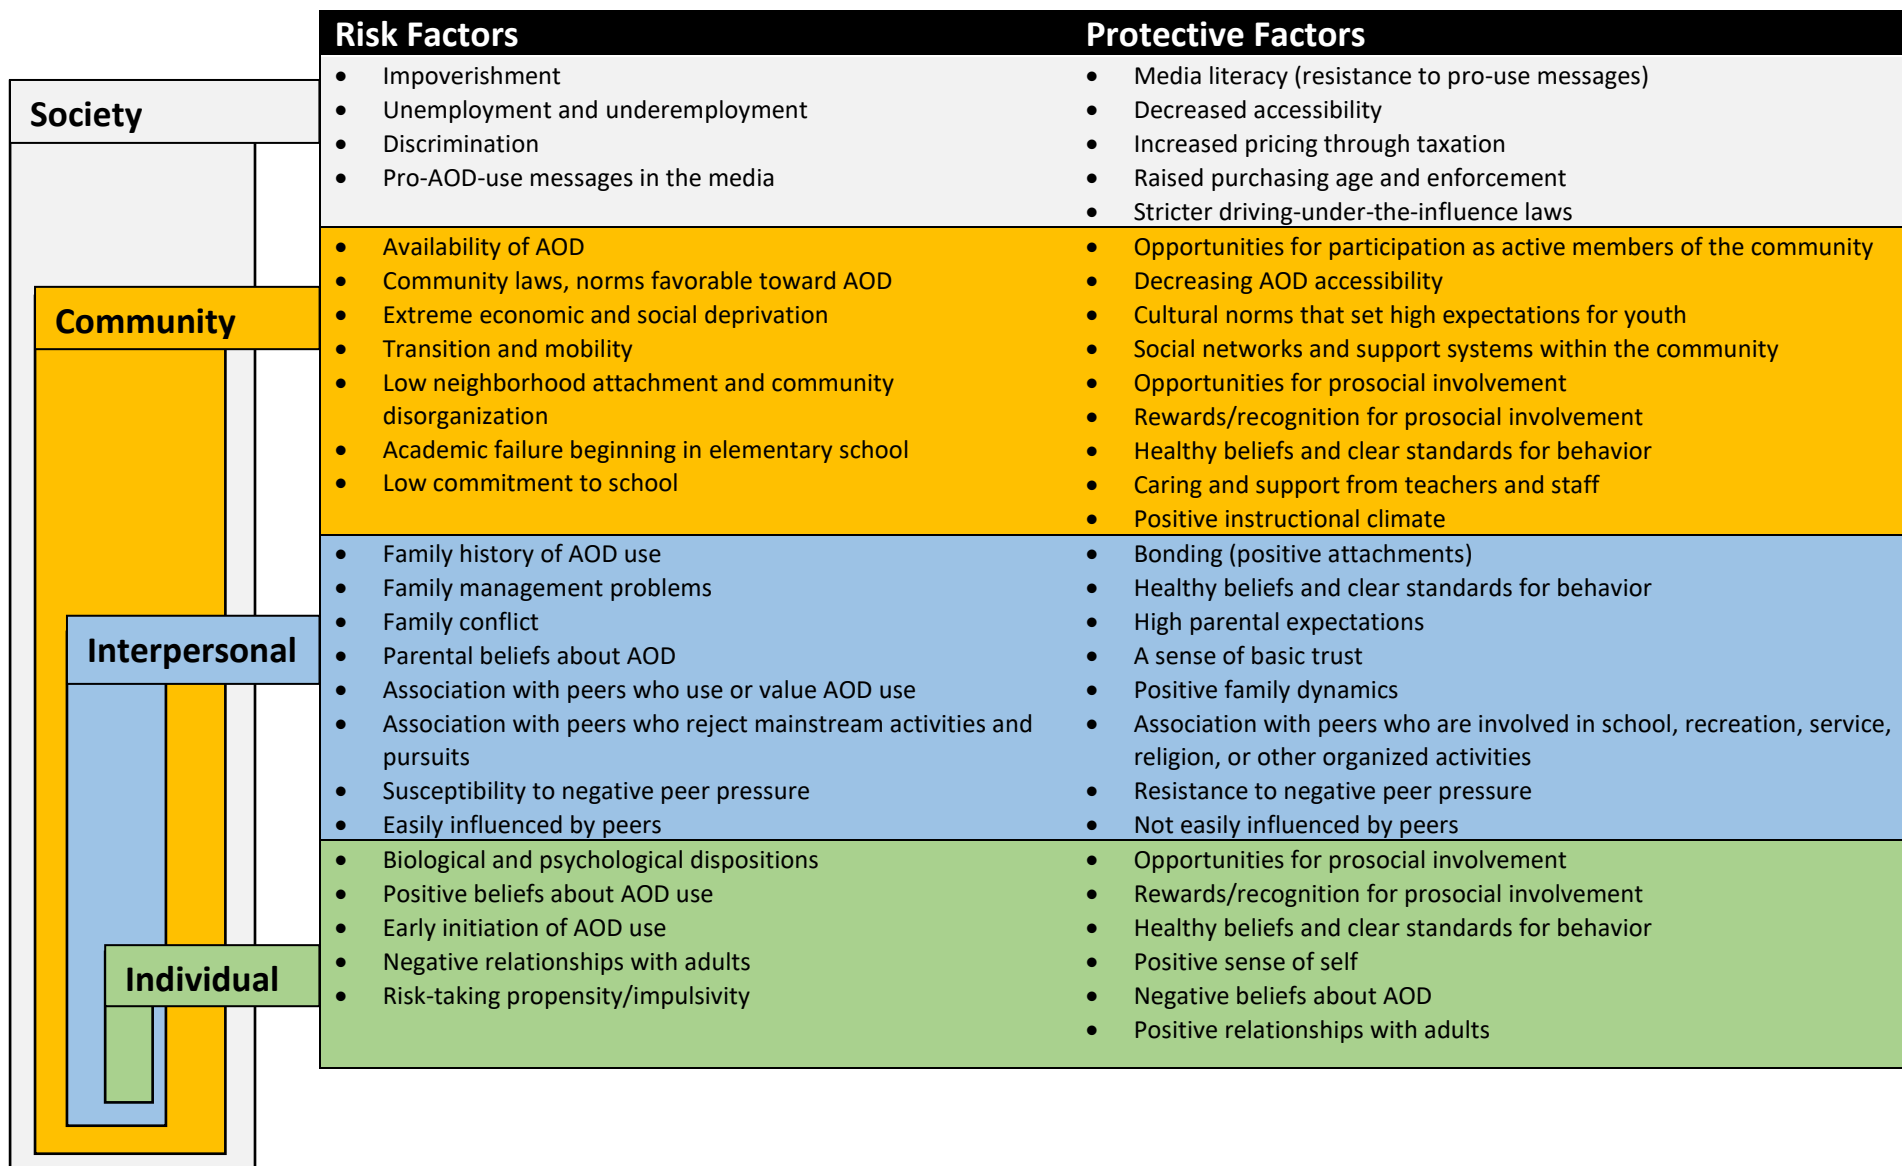 Risk Factors
Protective Factors
Society
• Impoverishment
• Unemployment and underemployment
• Discrimination
• Pro-AOD-use messages in the media
• Media literacy (resistance to pro-use messages)
• Decreased accessibility
• Increased pricing through taxation
• Raised purchasing age and enforcement
• Stricter driving-under-the-influence laws
Community
• Availability of AOD
• Community laws, norms favorable toward AOD
• Extreme economic and social deprivation
• Transition and mobility
• Low neighborhood attachment and community
disorganization
• Academic failure beginning in elementary school
• Low commitment to school
• Opportunities for participation as active members of the community
• Decreasing AOD accessibility
• Cultural norms that set high expectations for youth
• Social networks and support systems within the community
• Opportunities for prosocial involvement
• Rewards/recognition for prosocial involvement
• Healthy beliefs and clear standards for behavior
• Caring and support from teachers and staff
• Positive instructional climate
Interpersonal
• Family history of AOD use
• Family management problems
• Family conflict
• Parental beliefs about AOD
• Association with peers who use or value AOD use
• Association with peers who reject mainstream activities and
pursuits
• Susceptibility to negative peer pressure
• Easily influenced by peers
• Bonding (positive attachments)
• Healthy beliefs and clear standards for behavior
• High parental expectations
• A sense of basic trust
• Positive family dynamics
• Association with peers who are involved in school, recreation, service,
religion, or other organized activities
• Resistance to negative peer pressure
• Not easily influenced by peers
Individual
• Biological and psychological dispositions
• Positive beliefs about AOD use
• Early initiation of AOD use
• Negative relationships with adults
• Risk-taking propensity/impulsivity
• Opportunities for prosocial involvement
• Rewards/recognition for prosocial involvement
• Healthy beliefs and clear standards for behavior
• Positive sense of self
• Negative beliefs about AOD
• Positive relationships with adults